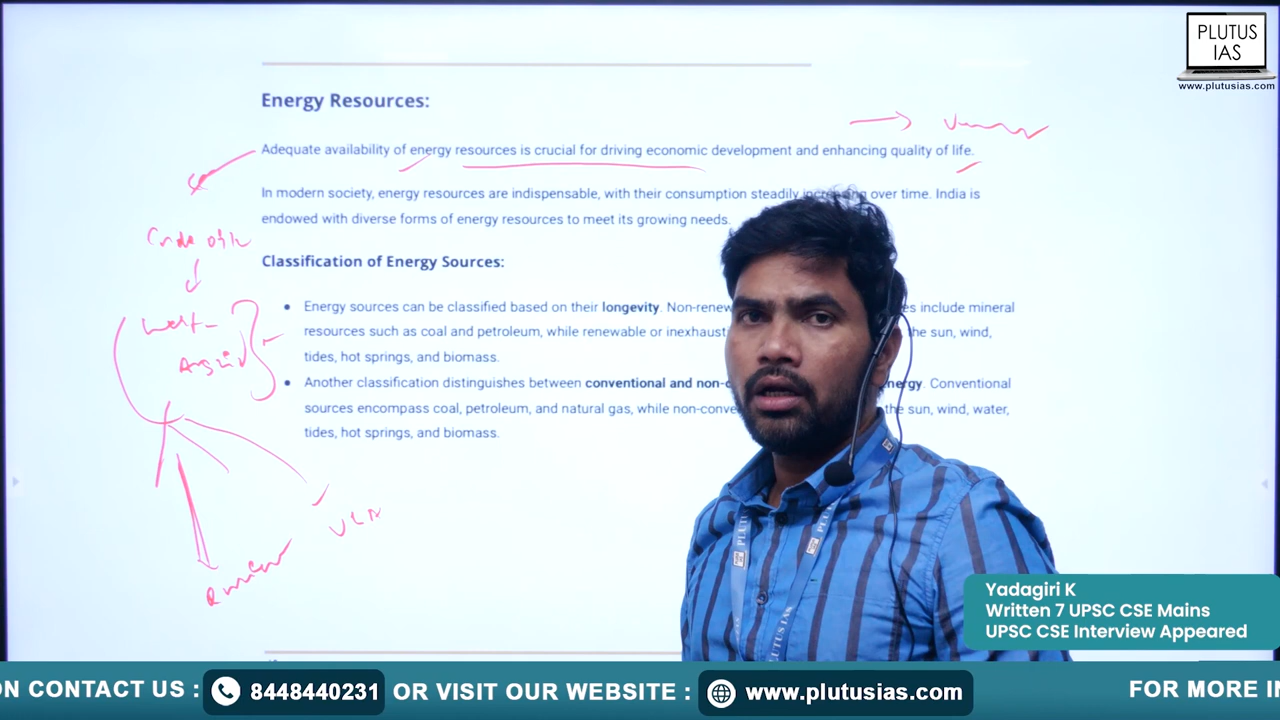 PLUTUS
IAS
www.plutusias.com
Energy Resources:
Adequate availability of energy resources is crucial for driving economic development and enhancing quality of life.
In modern society, energy resources are indispensable, with their consumption steadily increasing over time. India is
endowed with diverse forms of energy resources to meet its growing needs.
Classification of Energy Sources:
Energy sources can be classified based on their longevity. Non-renew es include mineral
resources such as coal and petroleum, while renewable or inexhaust the sun, wind,
tides, hot springs, and biomass.
Another classification distinguishes between conventional and non-c ergy. Conventional
sources encompass coal, petroleum, and natural gas, while non-conve the sun, wind, water,
tides, hot springs, and biomass.
PLUTUS IAS
Yadagiri K
Written 7 UPSC CSE Mains
UPSC CSE Interview Appeared
ON CONTACT US : 8448440231 OR VISIT OUR WEBSITE : www.plutusias.com FOR MORE IN